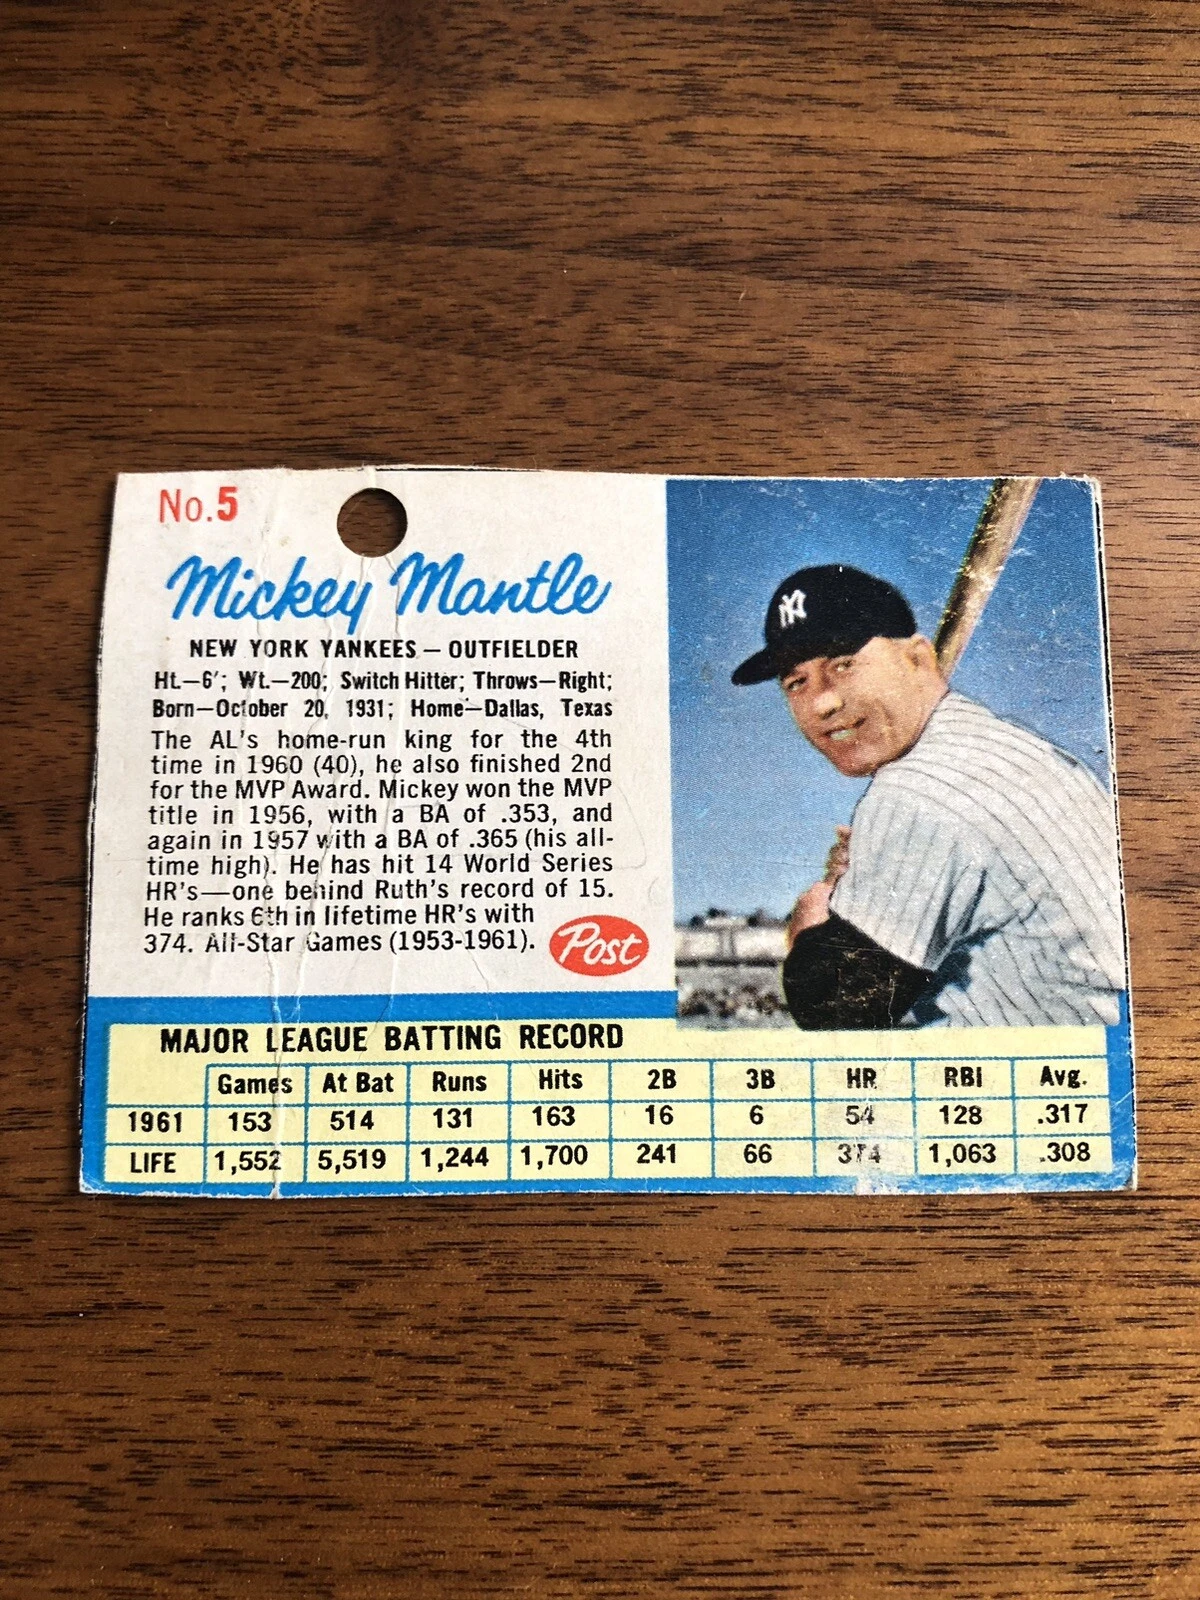 No.5
Mickey Mantle
NEW YORK YANKEES — OUTFIELDER
Ht.—6'; Wt.—200; Switch Hitter; Throws—Right;
Born—October 20, 1931; Home—Dallas, Texas
The AL's home-run king for the 4th
time in 1960 (40), he also finished 2nd
for the MVP Award. Mickey won the MVP
title in 1956, with a BA of .353, and
again in 1957 with a BA of .365 (his all-
time high). He has hit 14 World Series
HR's—one behind Ruth's record of 15.
He ranks 6th in lifetime HR's with
374. All-Star Games (1953-1961).
Post
NY
MAJOR LEAGUE BATTING RECORD
Games At Bat Runs Hits 2B 3B HR RBI Avg.
1961 153 514 131 163 16 6 54 128 .317
LIFE 1,552 5,519 1,244 1,700 241 66 374 1,063 .308